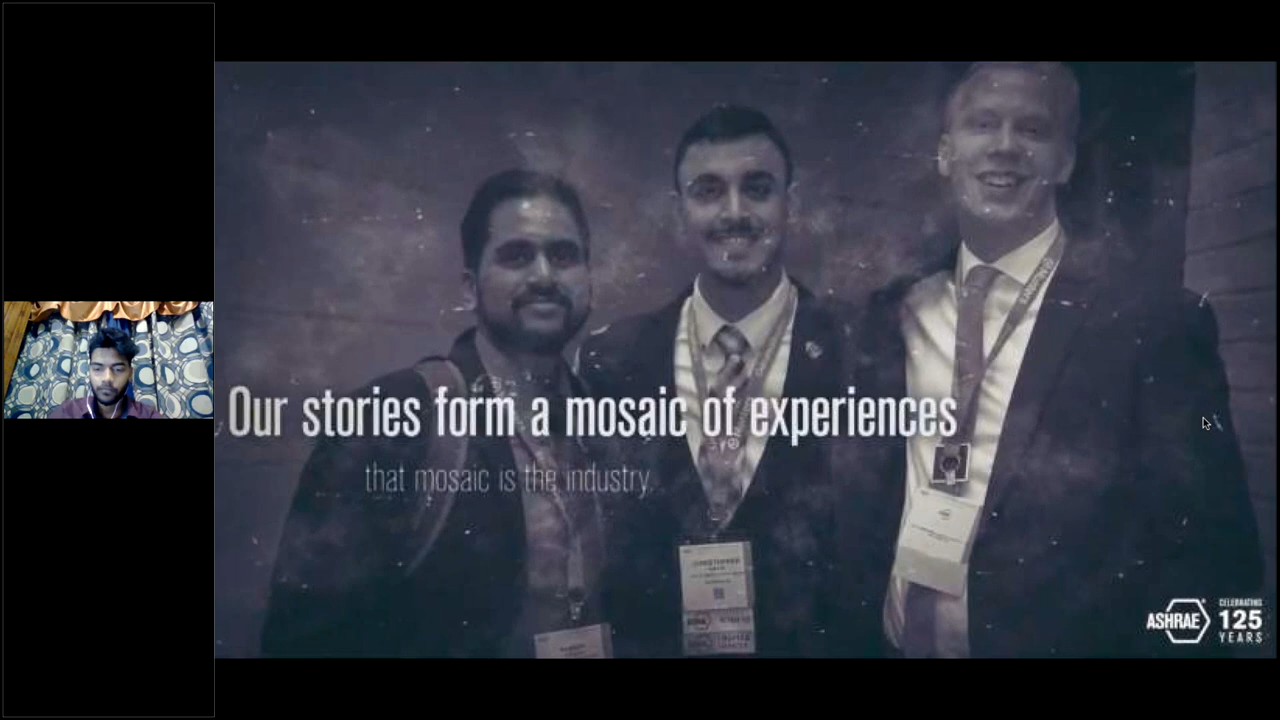 Our stories form a mosaic of experiences
that mosaic is the industry.
ASHRAE
CELEBRATING
125
YEARS